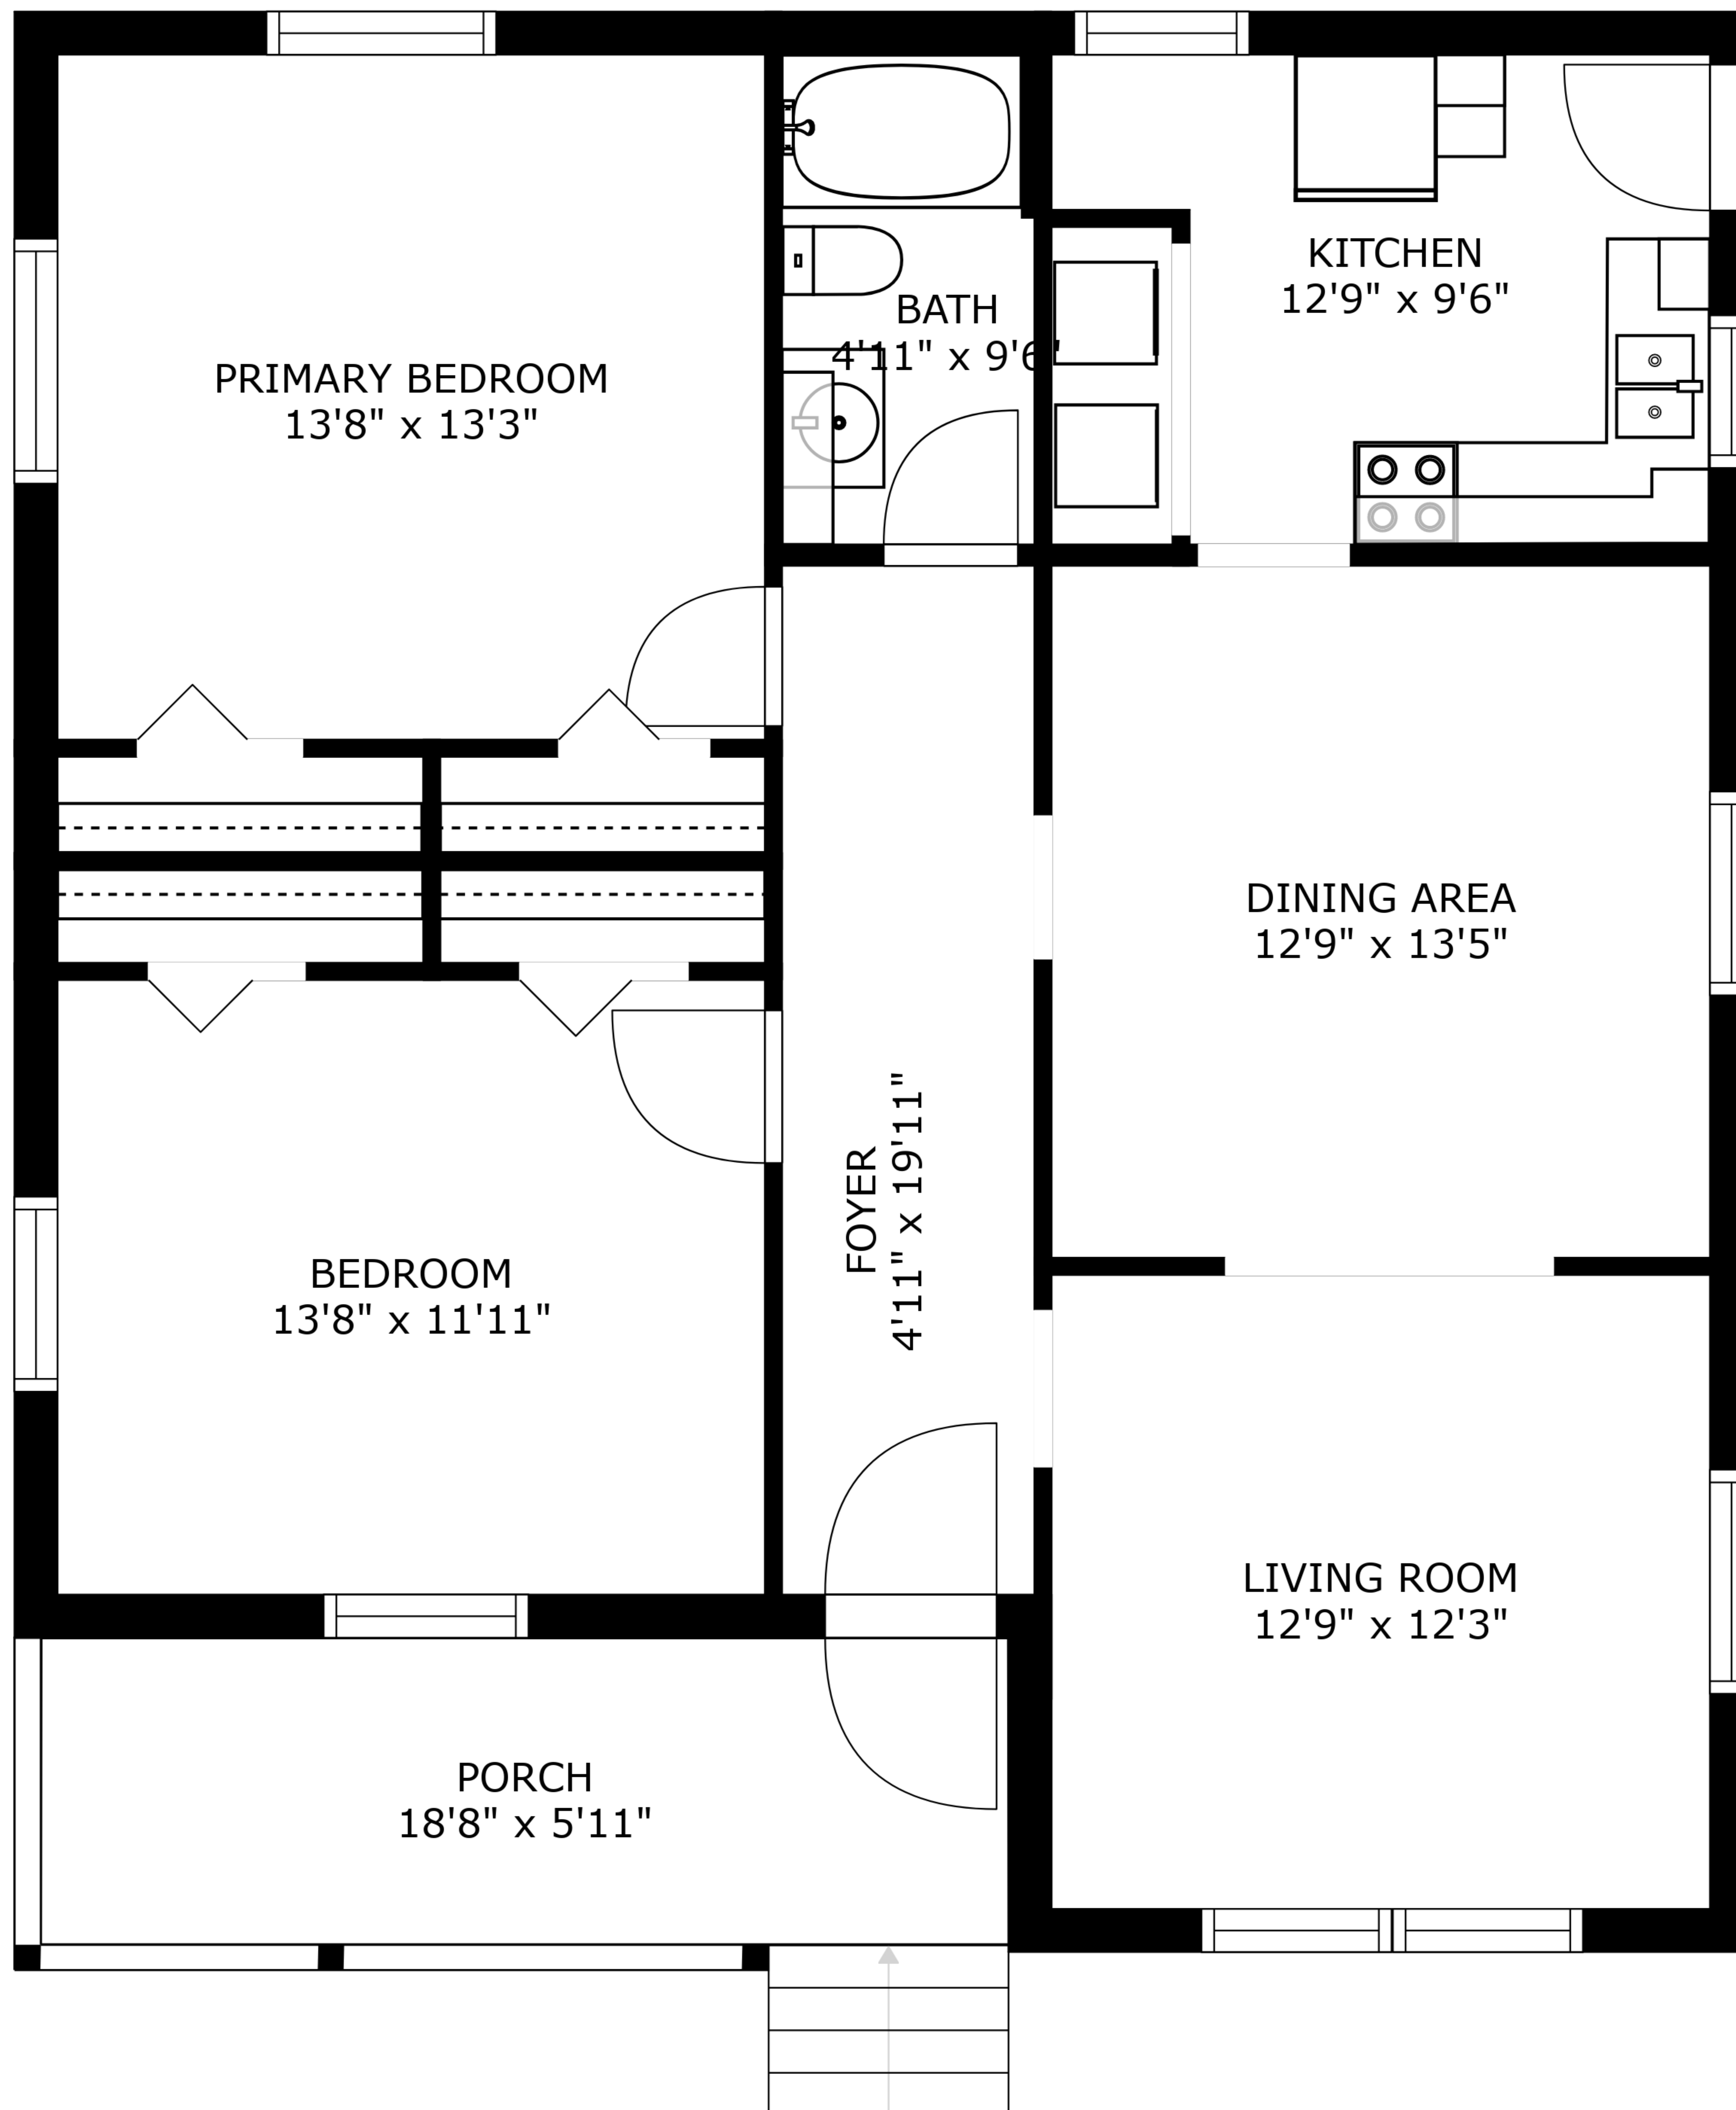 KITCHEN
12'9" x 9'6"
BATH
4'11" x 9'6"
PRIMARY BEDROOM
13'8" x 13'3"
DINING AREA
12'9" x 13'5"
FOYER
4'11" x 19'11"
BEDROOM
13'8" x 11'11"
LIVING ROOM
12'9" x 12'3"
PORCH
18'8" x 5'11"